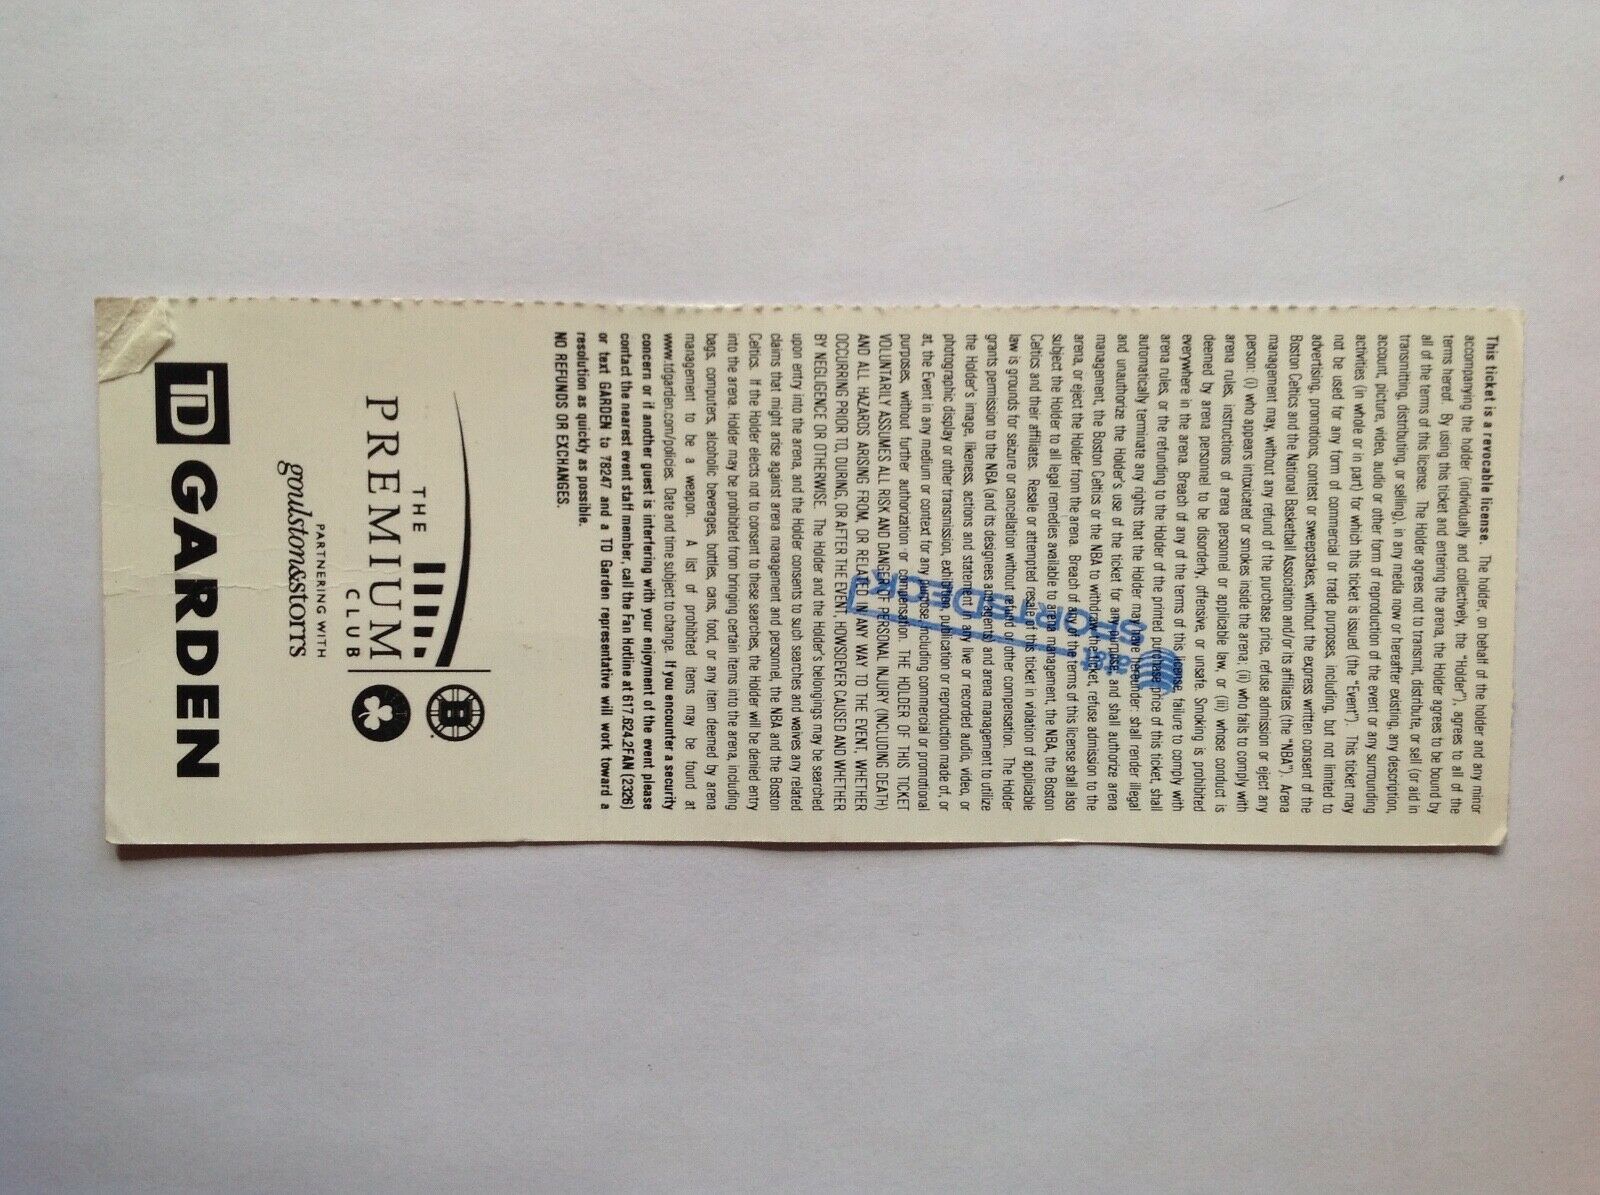 This ticket is a revocable license. The holder, on behalf of the holder and any minor
accompanying the holder (individually and collectively, the "Holder"), agrees to all of the
terms hereof. By using this ticket and entering the arena, the Holder agrees to be bound by
all of the terms of this license. The Holder agrees not to transmit, distribute, or sell (or aid in
transmitting, distributing, or selling), in any media now or hereafter existing, any description,
account, picture, video, audio or other form of reproduction of the event or any surrounding
activities (in whole or in part) for which this ticket is issued (the "Event"). This ticket may
not be used for any form of commercial or trade purposes, including, but not limited to
advertising, promotions, contest or sweepstakes, without the express written consent of the
Boston Celtics and the National Basketball Association and/or its affiliates (the "NBA"). Arena
management may, without any refund of the purchase price, refuse admission or eject any
person: (i) who appears intoxicated or smokes inside the arena; (ii) who fails to comply with
arena rules, instructions of arena personnel or applicable law, or (iii) whose conduct is
deemed by arena personnel to be disorderly, offensive, or unsafe. Smoking is prohibited
everywhere in the arena. Breach of any of the terms of this license, failure to comply with
arena rules, or the refunding to the Holder of the printed purchase price of this ticket, shall
automatically terminate any rights that the Holder may have hereunder, shall render illegal
and unauthorize the Holder's use of the ticket for any purpose, and shall authorize arena
management, the Boston Celtics or the NBA to withdraw the ticket, refuse admission to the
arena, or eject the Holder from the arena. Breach of any of the terms of this license shall also
subject the Holder to all legal remedies available to arena management, the NBA, the Boston
Celtics and their affiliates. Resale or attempted resale of this ticket in violation of applicable
law is grounds for seizure or cancellation without refund or other compensation. The Holder
grants permission to the NBA (and its designees and agents) and arena management to utilize
the Holder's image, likeness, actions and statement in any live or recorded audio, video, or
photographic display or other transmission, exhibition, publication or reproduction made of, or
at, the Event in any medium or context for any purpose, including commercial or promotional
purposes, without further authorization or compensation. THE HOLDER OF THIS TICKET
VOLUNTARILY ASSUMES ALL RISK AND DANGER OF PERSONAL INJURY (INCLUDING DEATH)
AND ALL HAZARDS ARISING FROM, OR RELATED IN ANY WAY TO THE EVENT, WHETHER
OCCURRING PRIOR TO, DURING, OR AFTER THE EVENT, HOWSOEVER CAUSED AND WHETHER
BY NEGLIGENCE OR OTHERWISE. The Holder and the Holder's belongings may be searched
upon entry into the arena, and the Holder consents to such searches and waives any related
claims that might arise against arena management and personnel, the NBA and the Boston
Celtics. If the Holder elects not to consent to these searches, the Holder will be denied entry
into the arena. Holder may be prohibited from bringing certain items into the arena, including
bags, computers, alcoholic beverages, bottles, cans, food, or any item deemed by arena
management to be a weapon. A list of prohibited items may be found at
www.tdgarden.com/policies. Date and time subject to change. If you encounter a security
concern or if another guest is interfering with your enjoyment of the event please
contact the nearest event staff member, call the Fan Hotline at 617.624.2FAN (2326)
or text GARDEN to 78247 and a TD Garden representative will work toward a
resolution as quickly as possible.
NO REFUNDS OR EXCHANGES.
THE
PREMIUM
CLUB
B
PARTNERING WITH
goulston&storrs
TD GARDEN